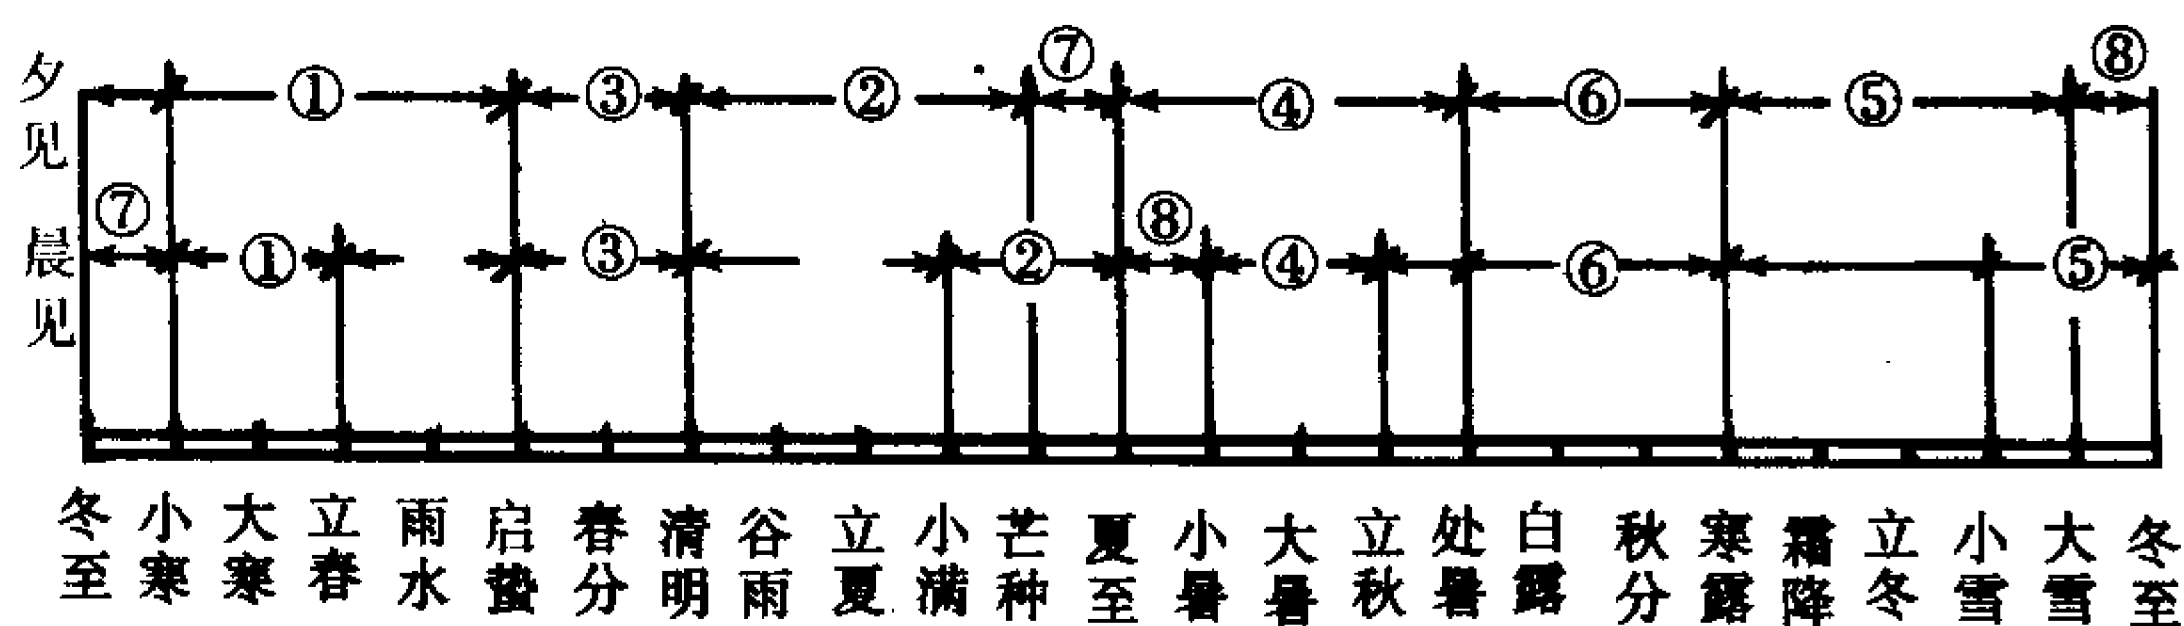 夕见 ① ③ ② ⑦ ④ ⑥ ⑤ ⑧
晨见 ⑦ ① ③ ② ⑧ ④ ⑥ ⑤
冬至 小寒 大寒 立春 雨水 启蛰 春分 清明 谷雨 立夏 小满 芒种 夏至 小暑 大暑 立秋 处暑 白露 秋分 寒露 霜降 立冬 小雪 大雪 冬至